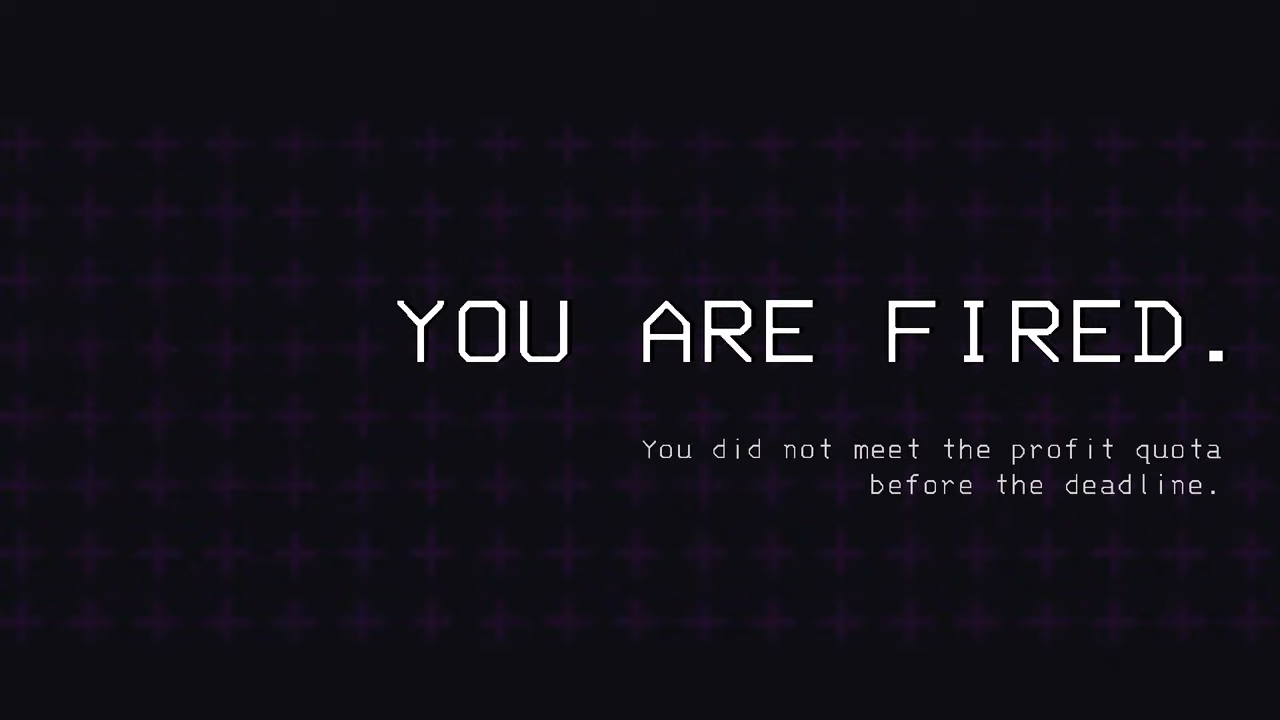 YOU ARE FIRED.
You did not meet the profit quota
before the deadline.